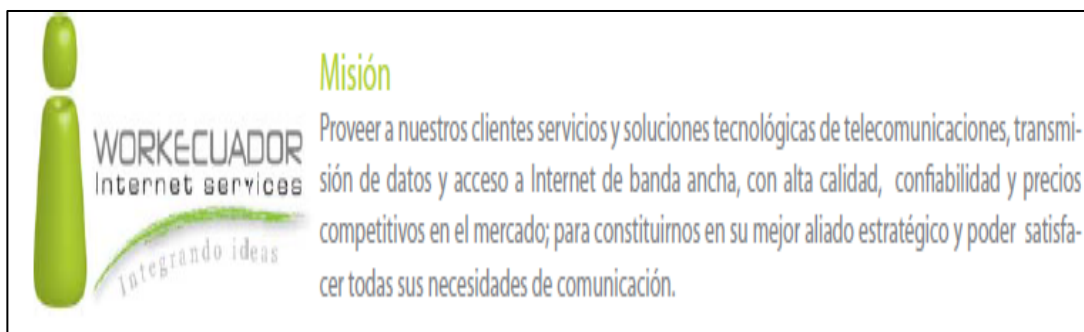 WORKECUADOR
Internet services
Integrando ideas
Misión
Proveer a nuestros clientes servicios y soluciones tecnológicas de telecomunicaciones, transmi-
sión de datos y acceso a Internet de banda ancha, con alta calidad, confiabilidad y precios
competitivos en el mercado; para constituirnos en su mejor aliado estratégico y poder satisfa-
cer todas sus necesidades de comunicación.